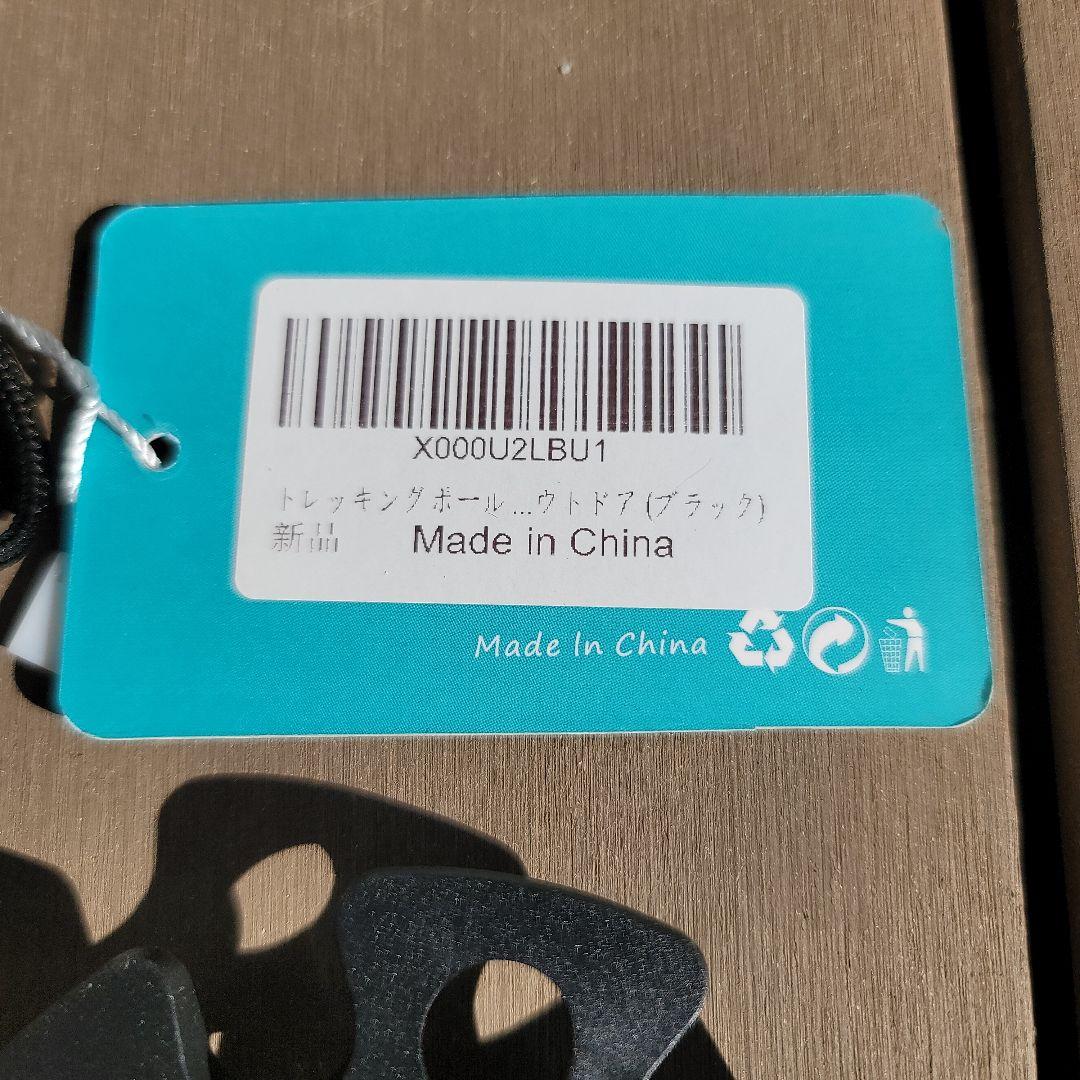 X000U2LBU1
トレッキングポール...ウトドア(ブラック)
新品 Made in China
Made In China